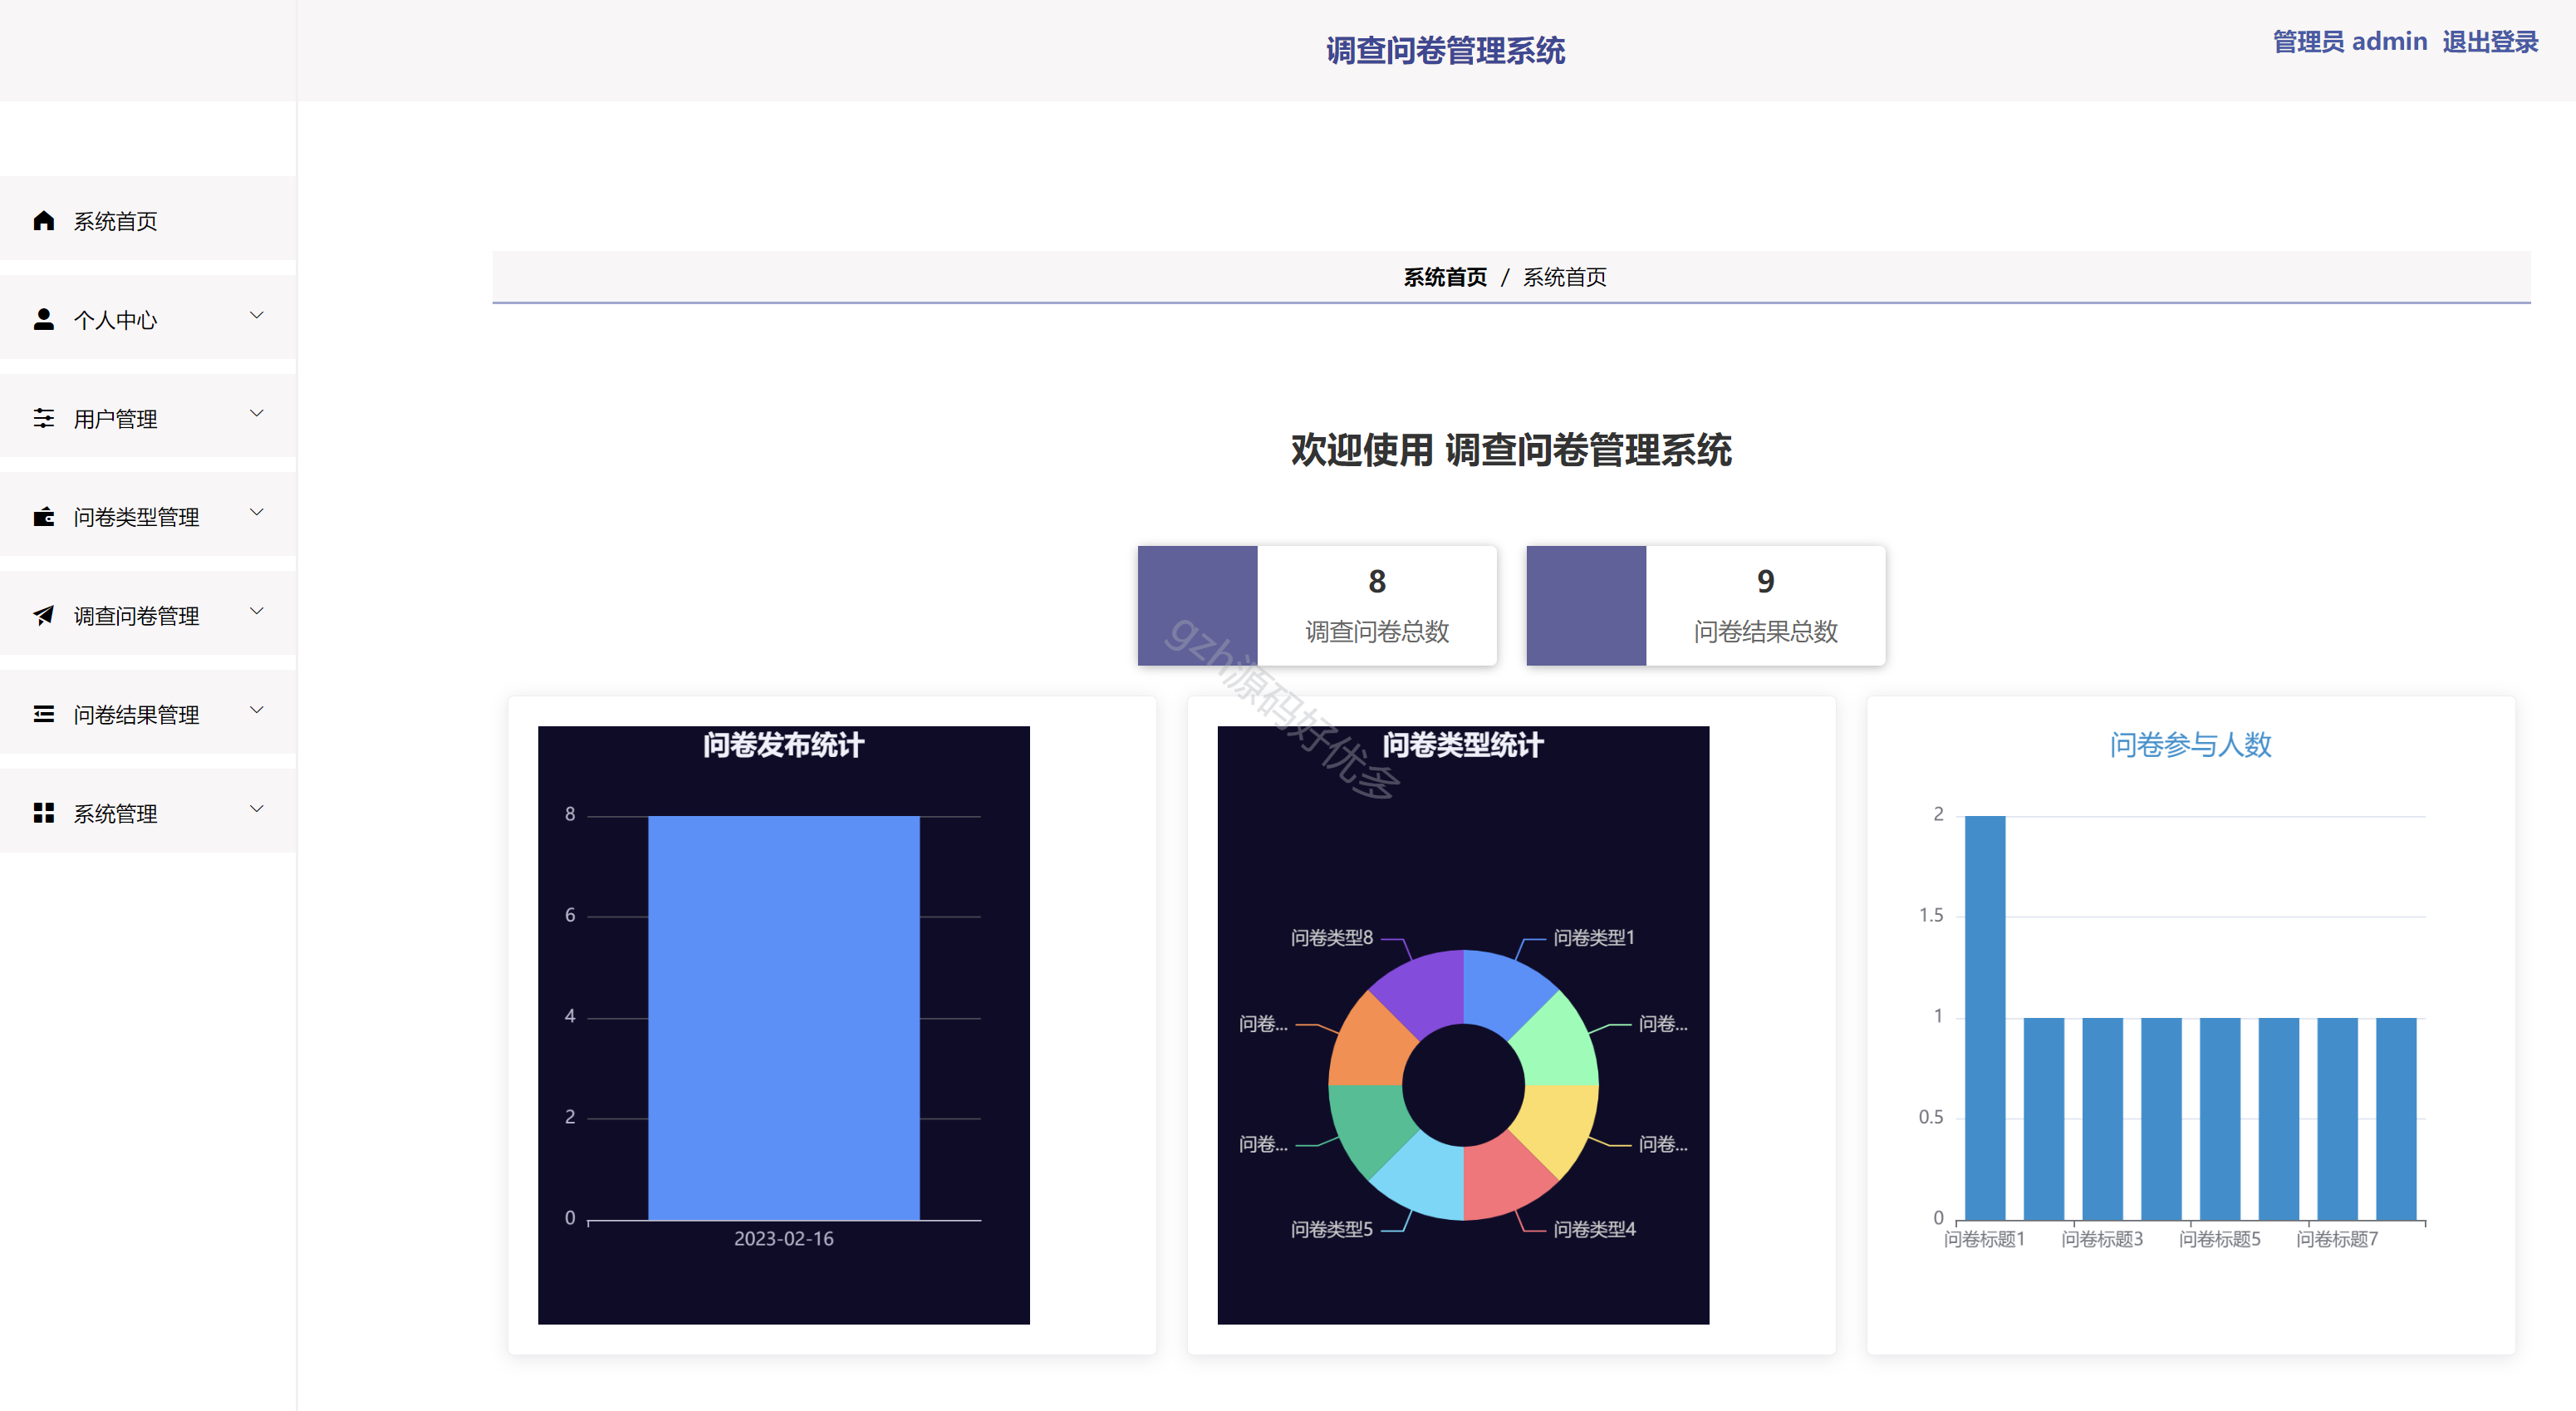 调查问卷管理系统
管理员 admin 退出登录
系统首页
个人中心
用户管理
问卷类型管理
调查问卷管理
问卷结果管理
系统管理
系统首页 / 系统首页
欢迎使用 调查问卷管理系统
8
调查问卷总数
9
问卷结果总数
gzh源码好优多
问卷发布统计
8
6
4
2
0
2023-02-16
问卷类型统计
问卷类型8
问卷类型1
问卷...
问卷...
问卷...
问卷...
问卷类型5
问卷类型4
问卷参与人数
2
1.5
1
0.5
0
问卷标题1 问卷标题3 问卷标题5 问卷标题7